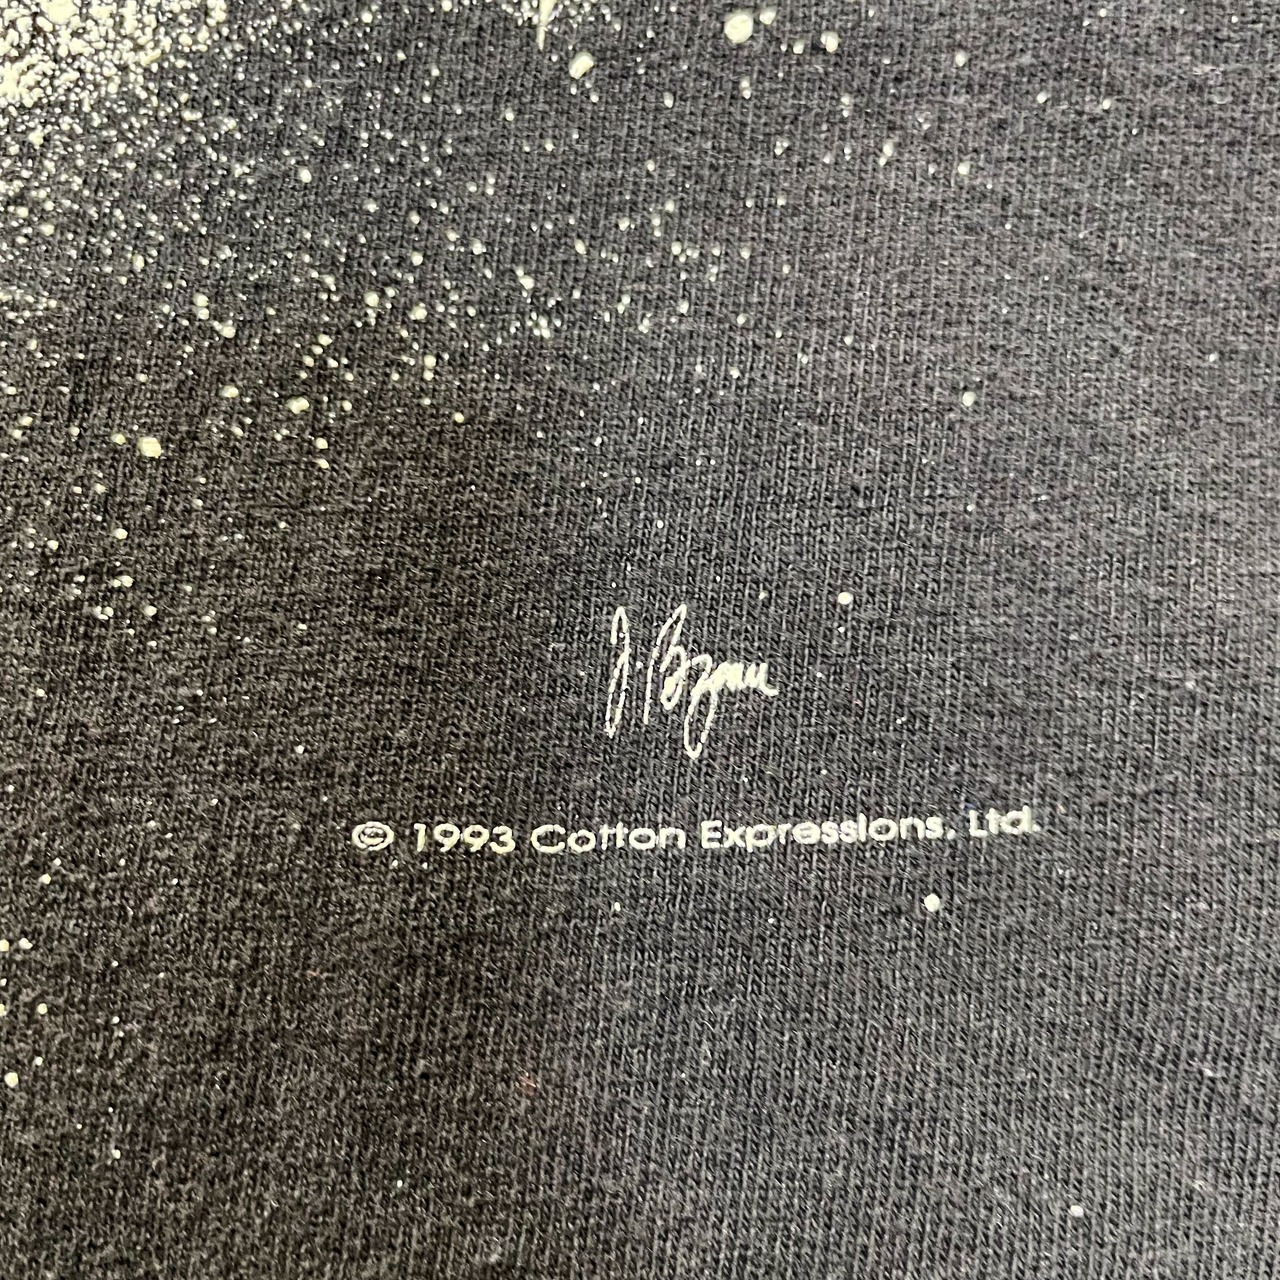 © 1993 Cotton Expressions, Ltd.